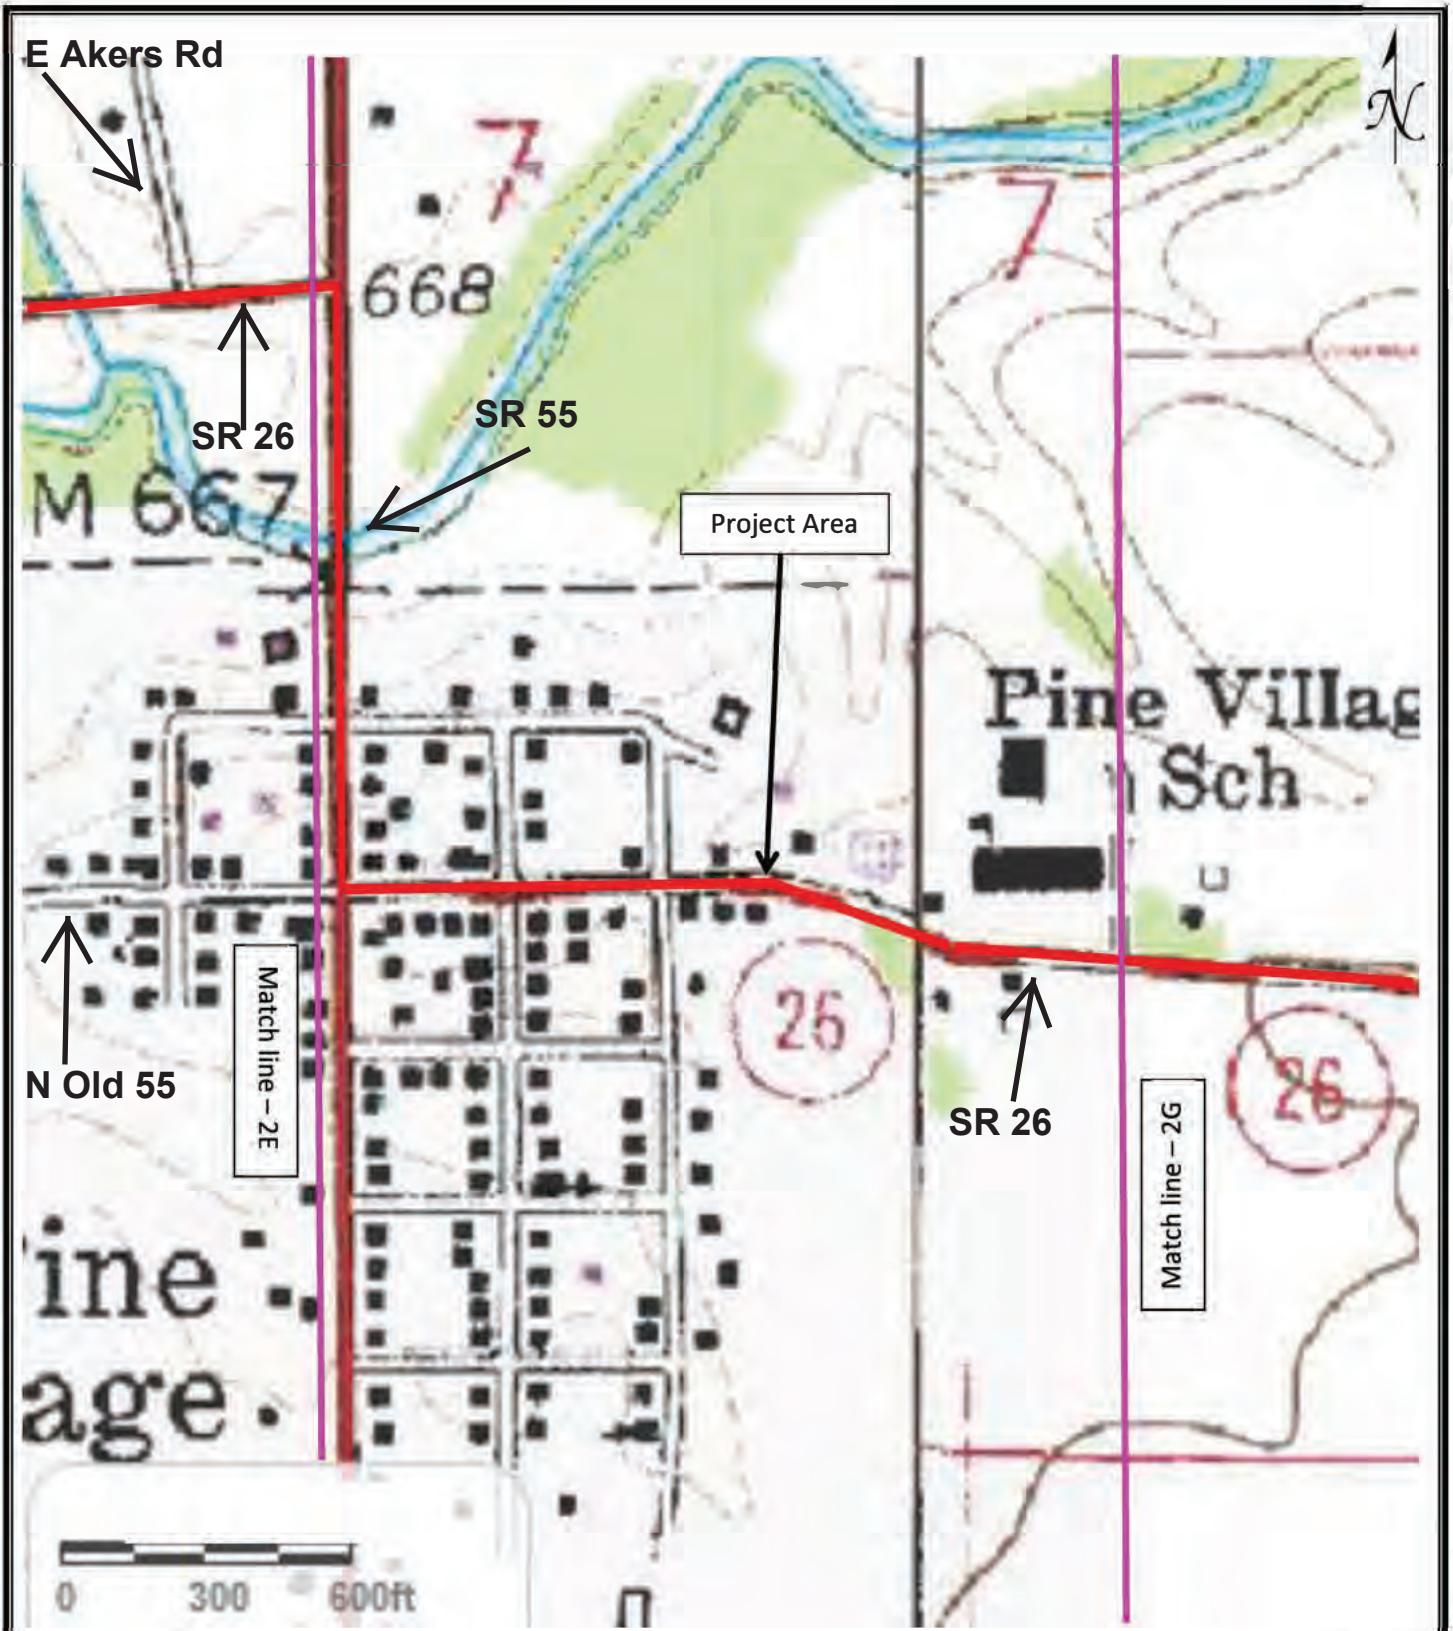 E Akers Rd
N
7
7
668
SR 55
SR 26
M 667
Project Area
Pine Villag
Sch
Match line – 2E
26
26
N Old 55
SR 26
Match line – 2G
ine
age
0 300 600ft